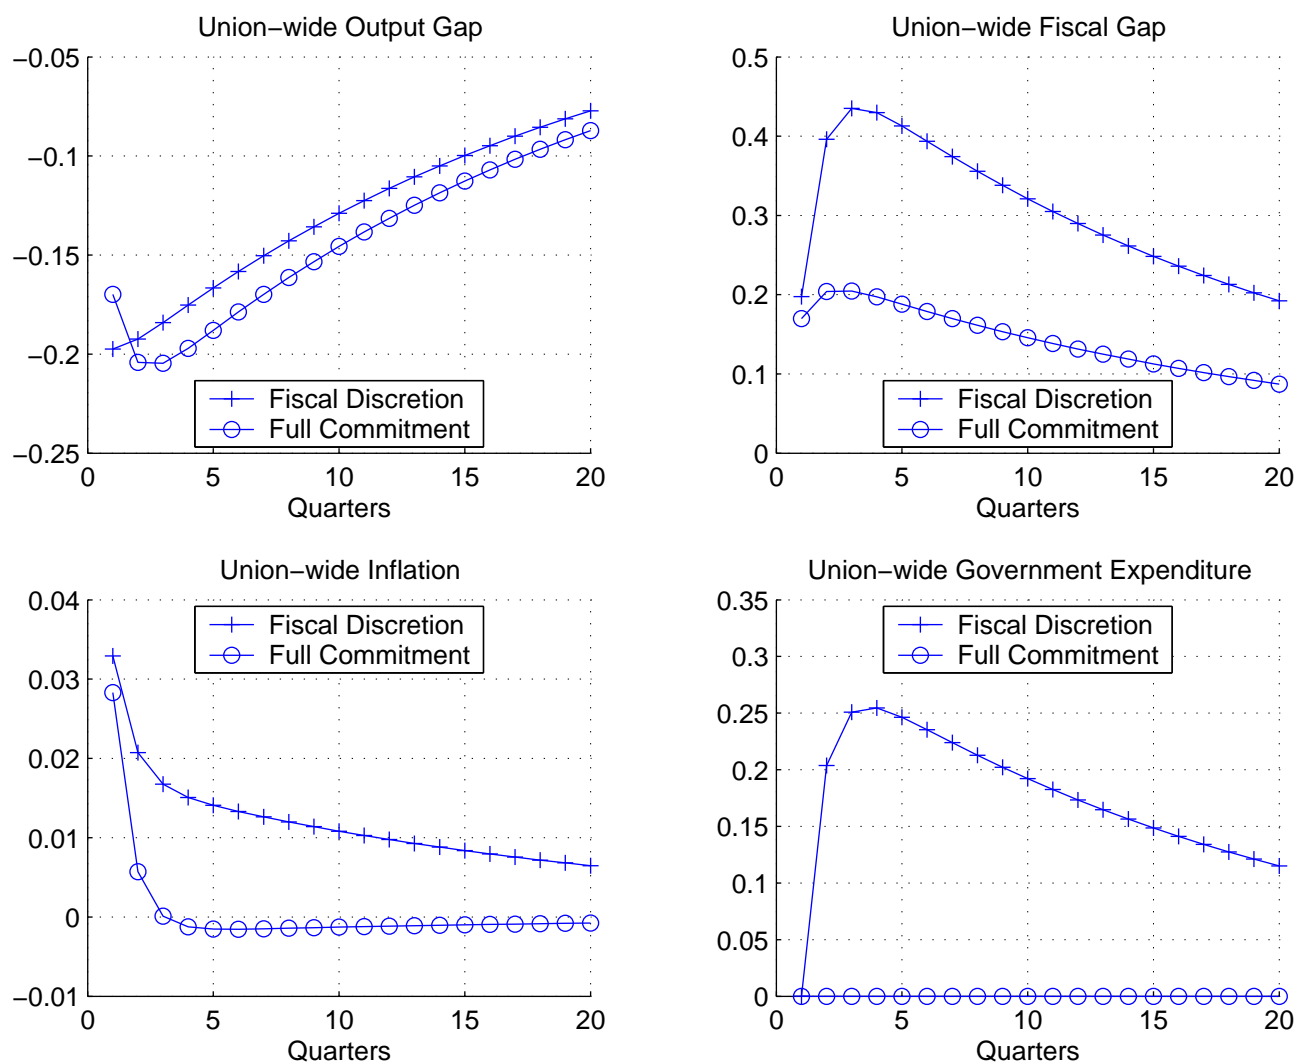 Union-wide Output Gap
-0.05
-0.1
-0.15
-0.2
-0.25
Fiscal Discretion
Full Commitment
0 5 10 15 20
Quarters
Union-wide Fiscal Gap
0.5
0.4
0.3
0.2
0.1
0
Fiscal Discretion
Full Commitment
0 5 10 15 20
Quarters
Union-wide Inflation
0.04
0.03
0.02
0.01
0
-0.01
Fiscal Discretion
Full Commitment
0 5 10 15 20
Quarters
Union-wide Government Expenditure
0.35
0.3
0.25
0.2
0.15
0.1
0.05
0
Fiscal Discretion
Full Commitment
0 5 10 15 20
Quarters